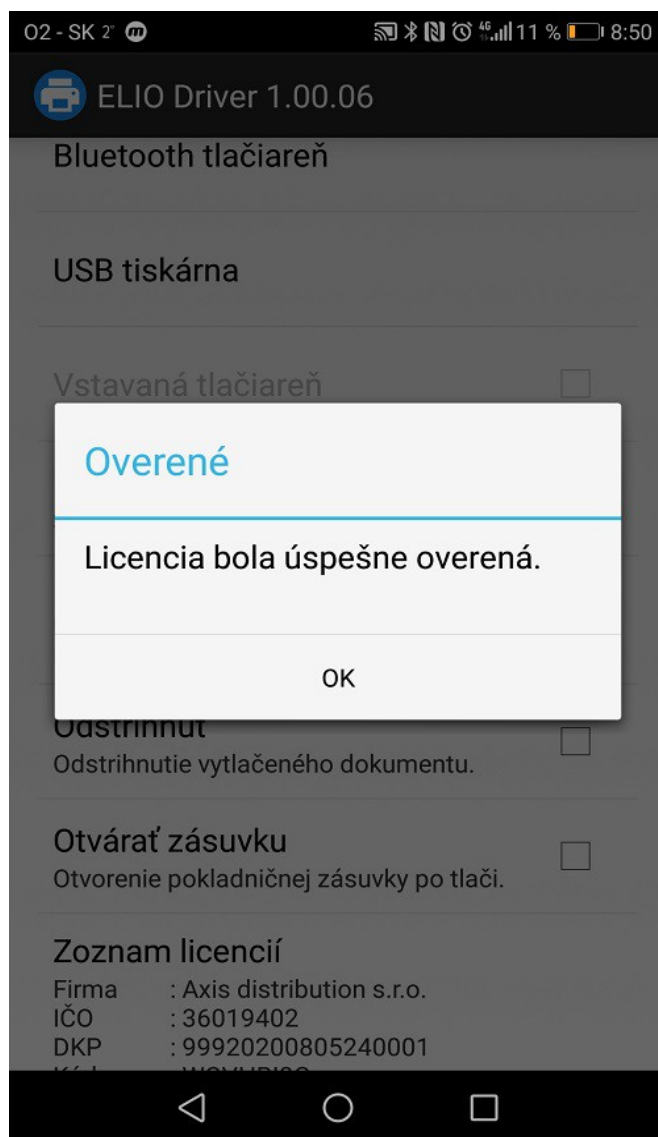 O2 - SK 2" 4G 11 % 8:50
ELIO Driver 1.00.06
Bluetooth tlačiareň
USB tiskárna
Vstavaná tlačiareň
Overené
Licencia bola úspešne overená.
OK
Odstrihnúť
Odstrihnutie vytlačeného dokumentu.
Otvárať zásuvku
Otvorenie pokladničnej zásuvky po tlači.
Zoznam licencií
Firma : Axis distribution s.r.o.
IČO : 36019402
DKP : 99920200805240001